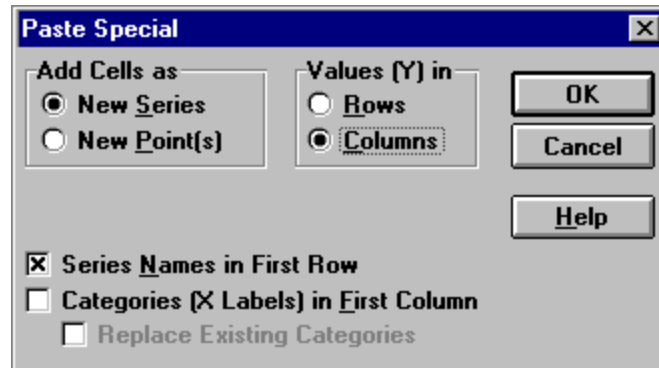 Paste Special
Add Cells as
New Series
New Point(s)
Values (Y) in
Rows
Columns
OK
Cancel
Help
Series Names in First Row
Categories (X Labels) in First Column
Replace Existing Categories